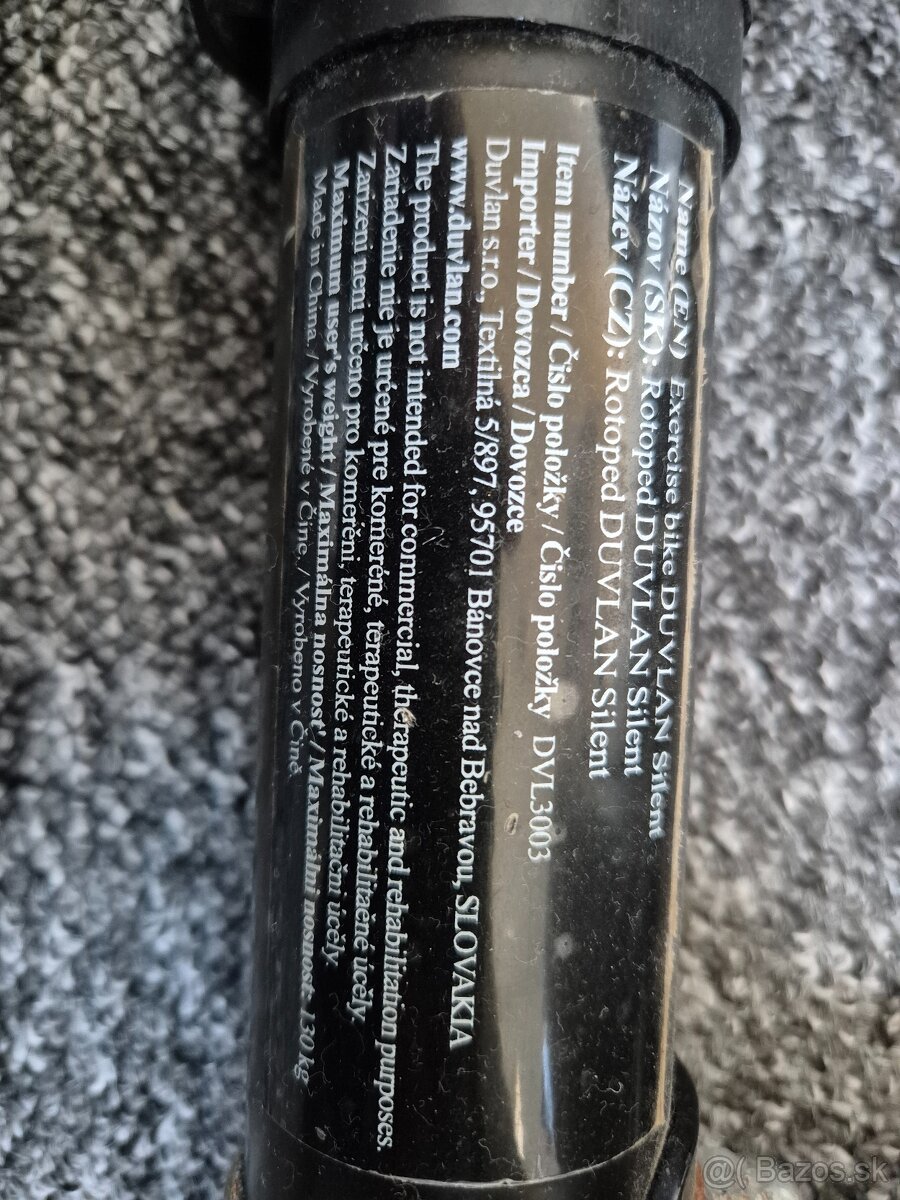 Name (EN) Exercise bike DUVLAN Silent
Názov (SK): Rotoped DUVLAN Silent
Název (CZ): Rotoped DUVLAN Silent
Item number / Číslo položky / Číslo položky DVL3003
Importer / Dovozca / Dovozce
Duvlan s.r.o., Textilná 5/897, 95701 Bánovce nad Bebravou, SLOVAKIA
www.duvlan.com
The product is not intended for commercial, therapeutic and rehabilitation purposes.
Zariadenie nie je určené pre komerčné, terapeutické a rehabilitačné účely.
Zařízení není určeno pro komerční, terapeutické a rehabilitační účely.
Maximum user's weight / Maximálna nosnosť / Maximální nosnost: 130 kg
Made in China. / Vyrobené v Číne. / Vyrobeno v Číně.
@( Bazos.sk